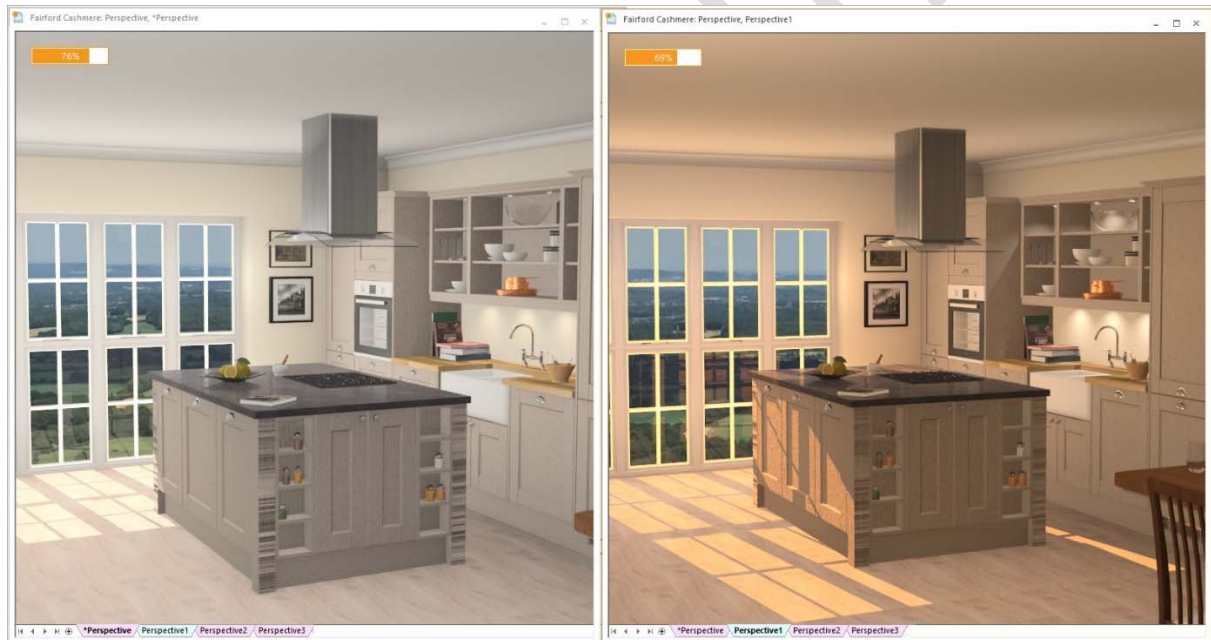 Fairford Cashmere: Perspective, *Perspective
76%
*Perspective Perspective1 Perspective2 Perspective3
Fairford Cashmere: Perspective, Perspective1
69%
*Perspective Perspective1 Perspective2 Perspective3